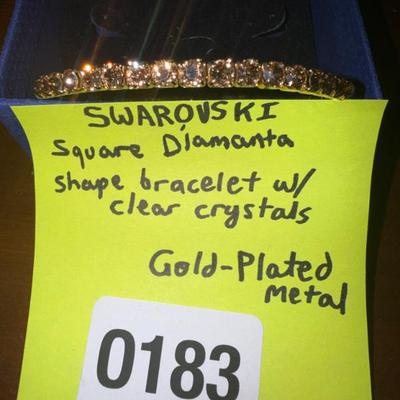 SWAROVSKI
Square Diamanta
shape bracelet w/
clear crystals
Gold-Plated
metal
0183